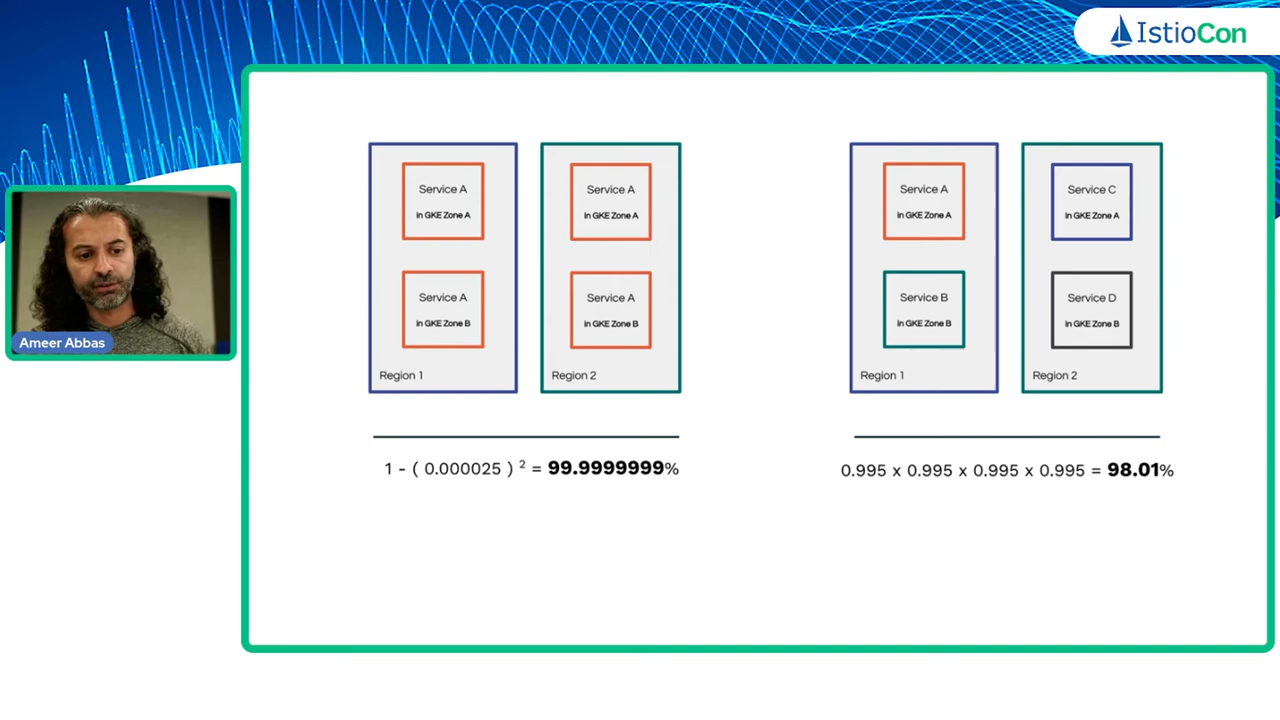 IstioCon
Ameer Abbas
Service A
in GKE Zone A
Service A
in GKE Zone B
Region 1
Service A
in GKE Zone A
Service A
in GKE Zone B
Region 2
1 - ( 0.000025 ) ² = 99.9999999%
Service A
in GKE Zone A
Service B
in GKE Zone B
Region 1
Service C
in GKE Zone A
Service D
in GKE Zone B
Region 2
0.995 x 0.995 x 0.995 x 0.995 = 98.01%